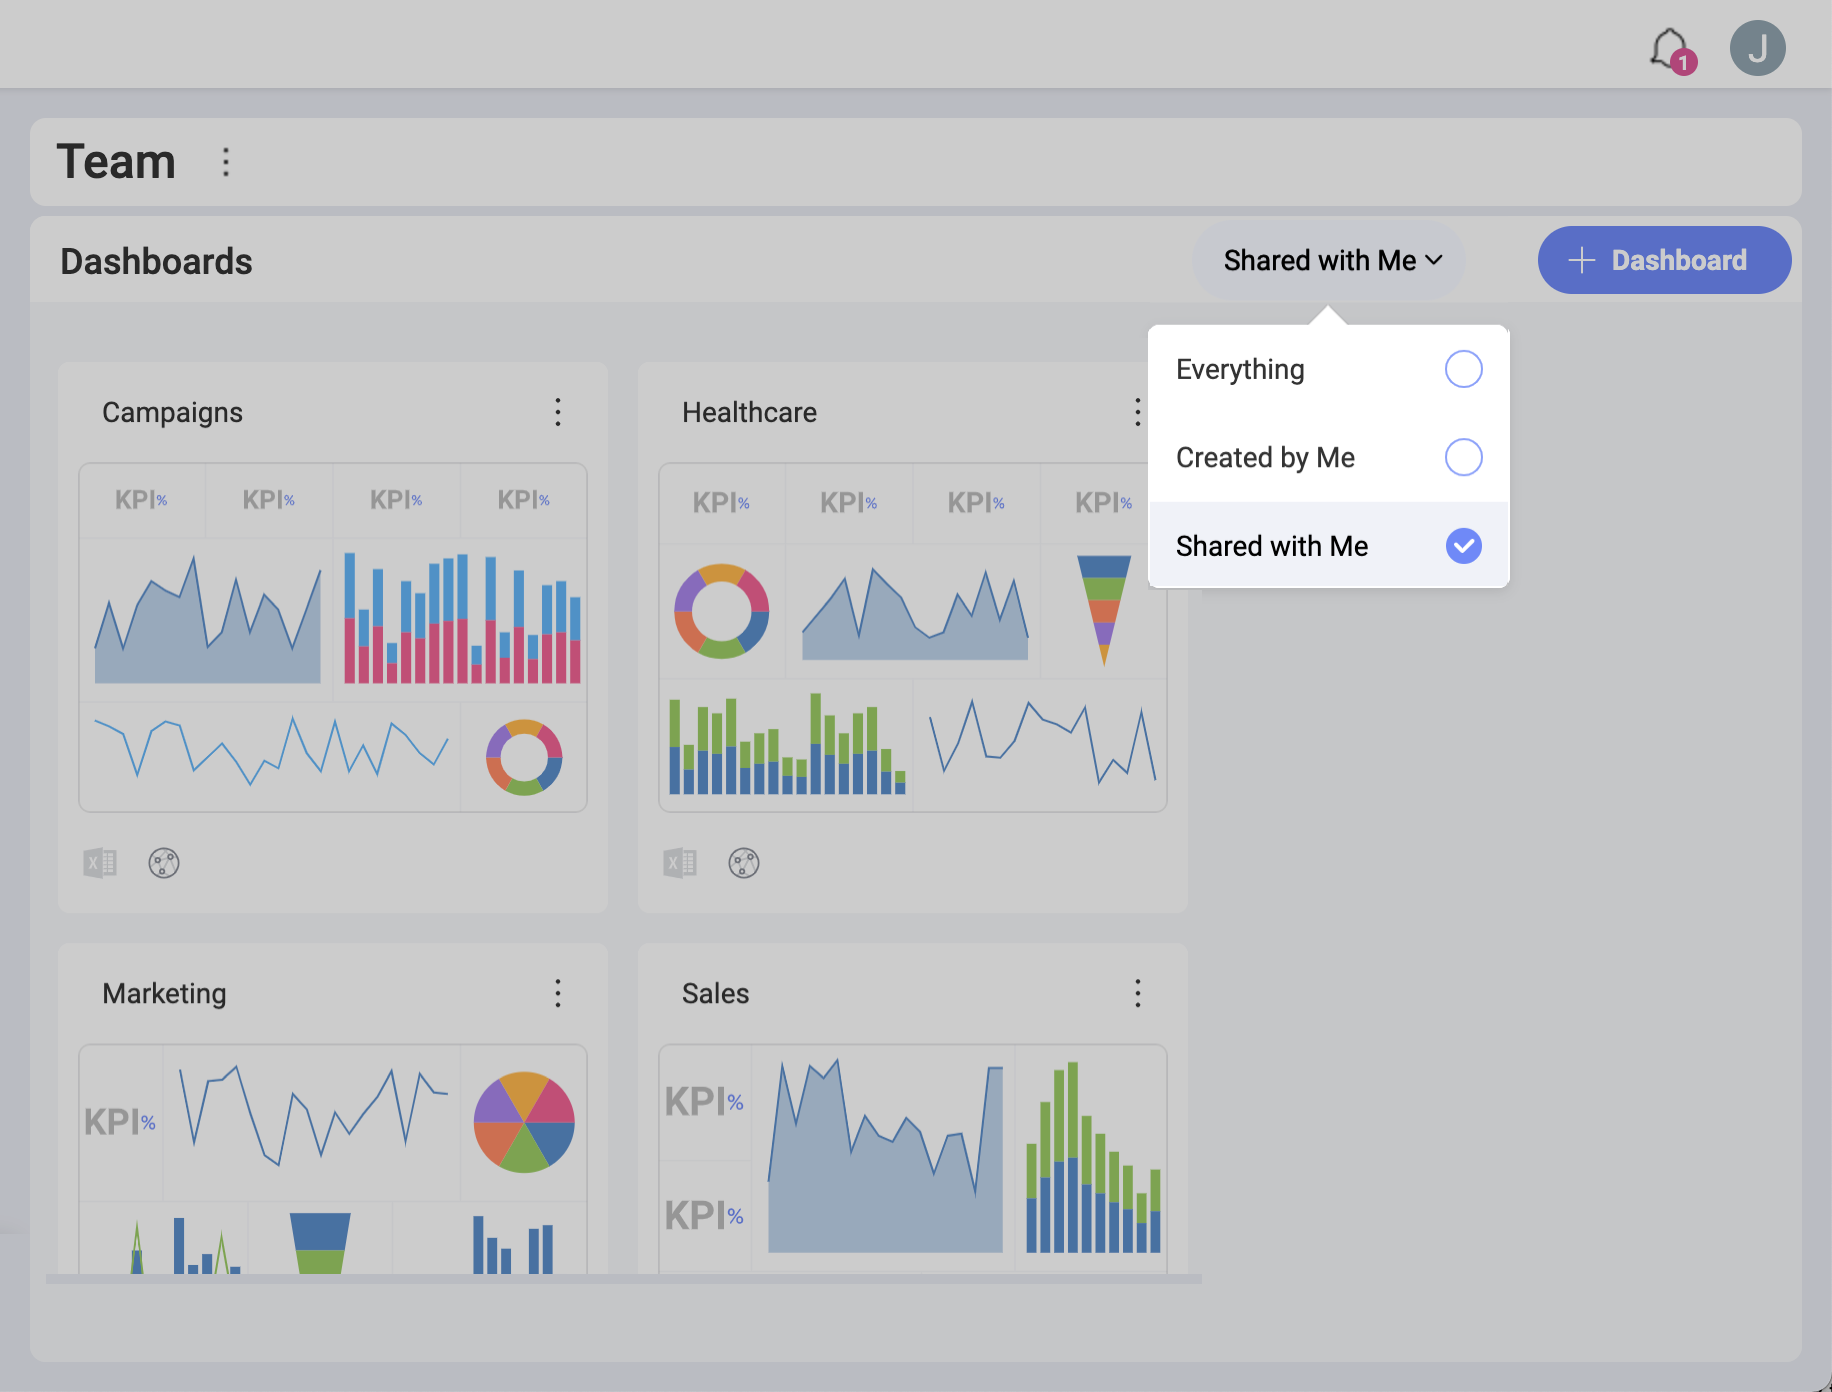 1
J
Team
Dashboards
Shared with Me
Dashboard
Everything
Created by Me
Shared with Me
Campaigns
Healthcare
KPI% KPI% KPI% KPI%
KPI% KPI% KPI% KPI%
X
X
Marketing
Sales
KPI%
KPI%
KPI%